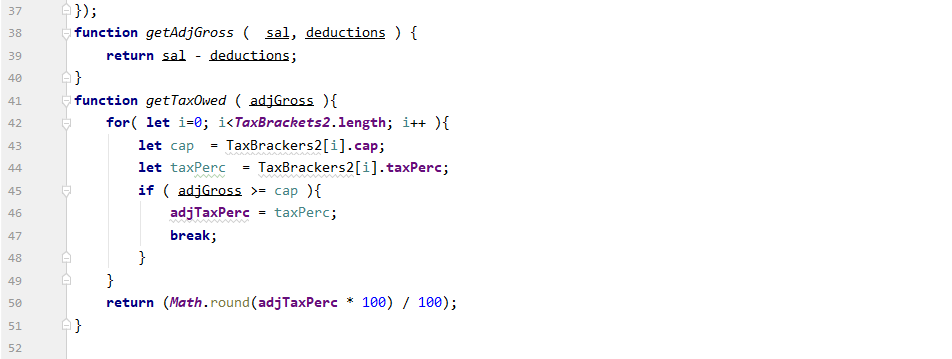 37 });
38 function getAdjGross (  sal, deductions ) {
39     return sal - deductions;
40 }
41 function getTaxOwed ( adjGross ){
42     for( let i=0; i<TaxBrackets2.length; i++ ){
43         let cap  = TaxBrackers2[i].cap;
44         let taxPerc  = TaxBrackers2[i].taxPerc;
45         if ( adjGross >= cap ){
46             adjTaxPerc = taxPerc;
47             break;
48         }
49     }
50     return (Math.round(adjTaxPerc * 100) / 100);
51 }
52